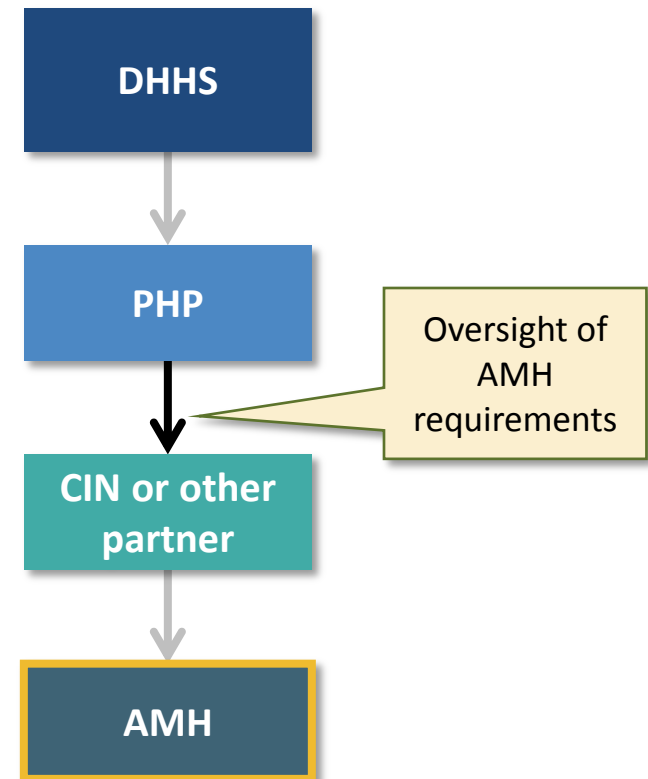 DHHS
PHP
Oversight of
AMH
requirements
CIN or other
partner
AMH